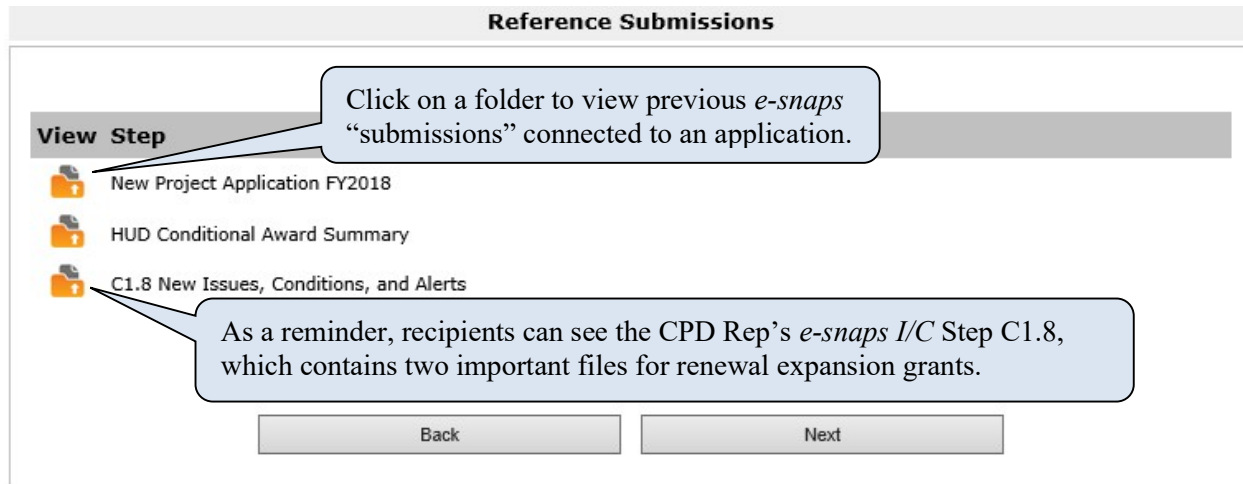 Reference Submissions
Click on a folder to view previous e-snaps
“submissions” connected to an application.
View Step
New Project Application FY2018
HUD Conditional Award Summary
C1.8 New Issues, Conditions, and Alerts
As a reminder, recipients can see the CPD Rep’s e-snaps I/C Step C1.8,
which contains two important files for renewal expansion grants.
Back
Next